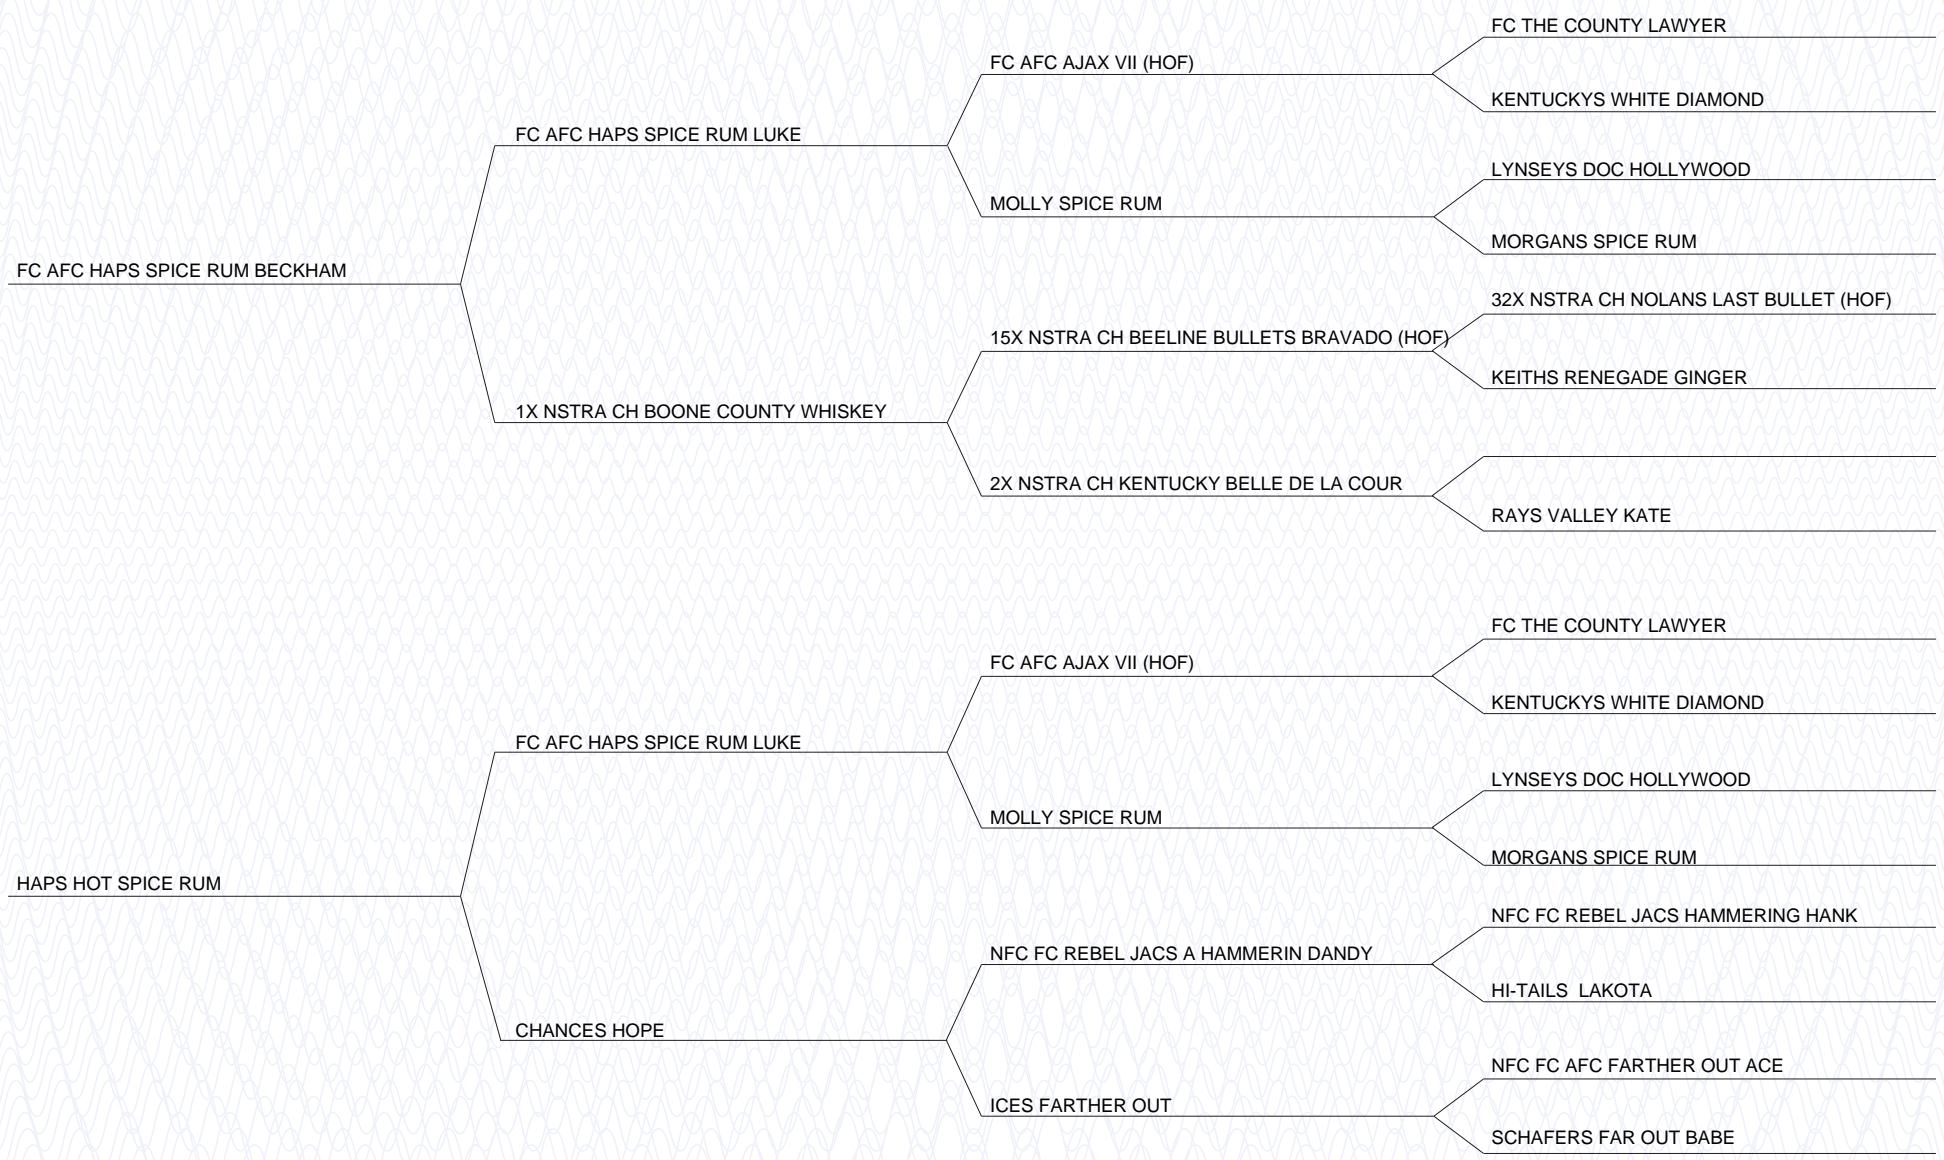 FC THE COUNTY LAWYER
FC AFC AJAX VII (HOF)
KENTUCKYS WHITE DIAMOND
FC AFC HAPS SPICE RUM LUKE
LYNSEYS DOC HOLLYWOOD
MOLLY SPICE RUM
MORGANS SPICE RUM
FC AFC HAPS SPICE RUM BECKHAM
32X NSTRA CH NOLANS LAST BULLET (HOF)
15X NSTRA CH BEELINE BULLETS BRAVADO (HOF)
KEITHS RENEGADE GINGER
1X NSTRA CH BOONE COUNTY WHISKEY
2X NSTRA CH KENTUCKY BELLE DE LA COUR
RAYS VALLEY KATE
FC THE COUNTY LAWYER
FC AFC AJAX VII (HOF)
KENTUCKYS WHITE DIAMOND
FC AFC HAPS SPICE RUM LUKE
LYNSEYS DOC HOLLYWOOD
MOLLY SPICE RUM
MORGANS SPICE RUM
HAPS HOT SPICE RUM
NFC FC REBEL JACS HAMMERING HANK
NFC FC REBEL JACS A HAMMERIN DANDY
HI-TAILS  LAKOTA
CHANCES HOPE
NFC FC AFC FARTHER OUT ACE
ICES FARTHER OUT
SCHAFERS FAR OUT BABE